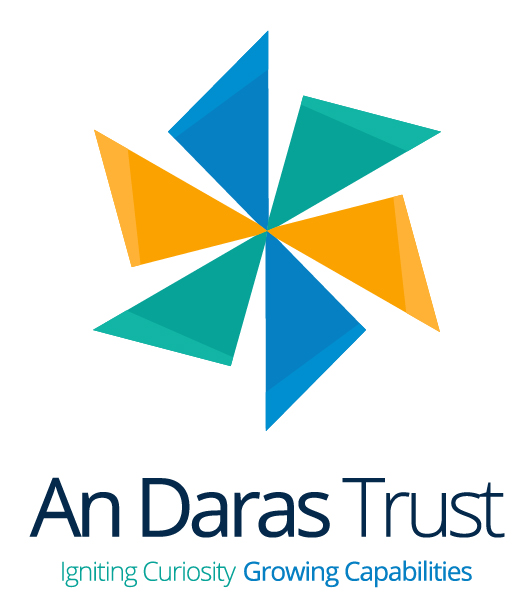 An Daras Trust
Igniting Curiosity Growing Capabilities